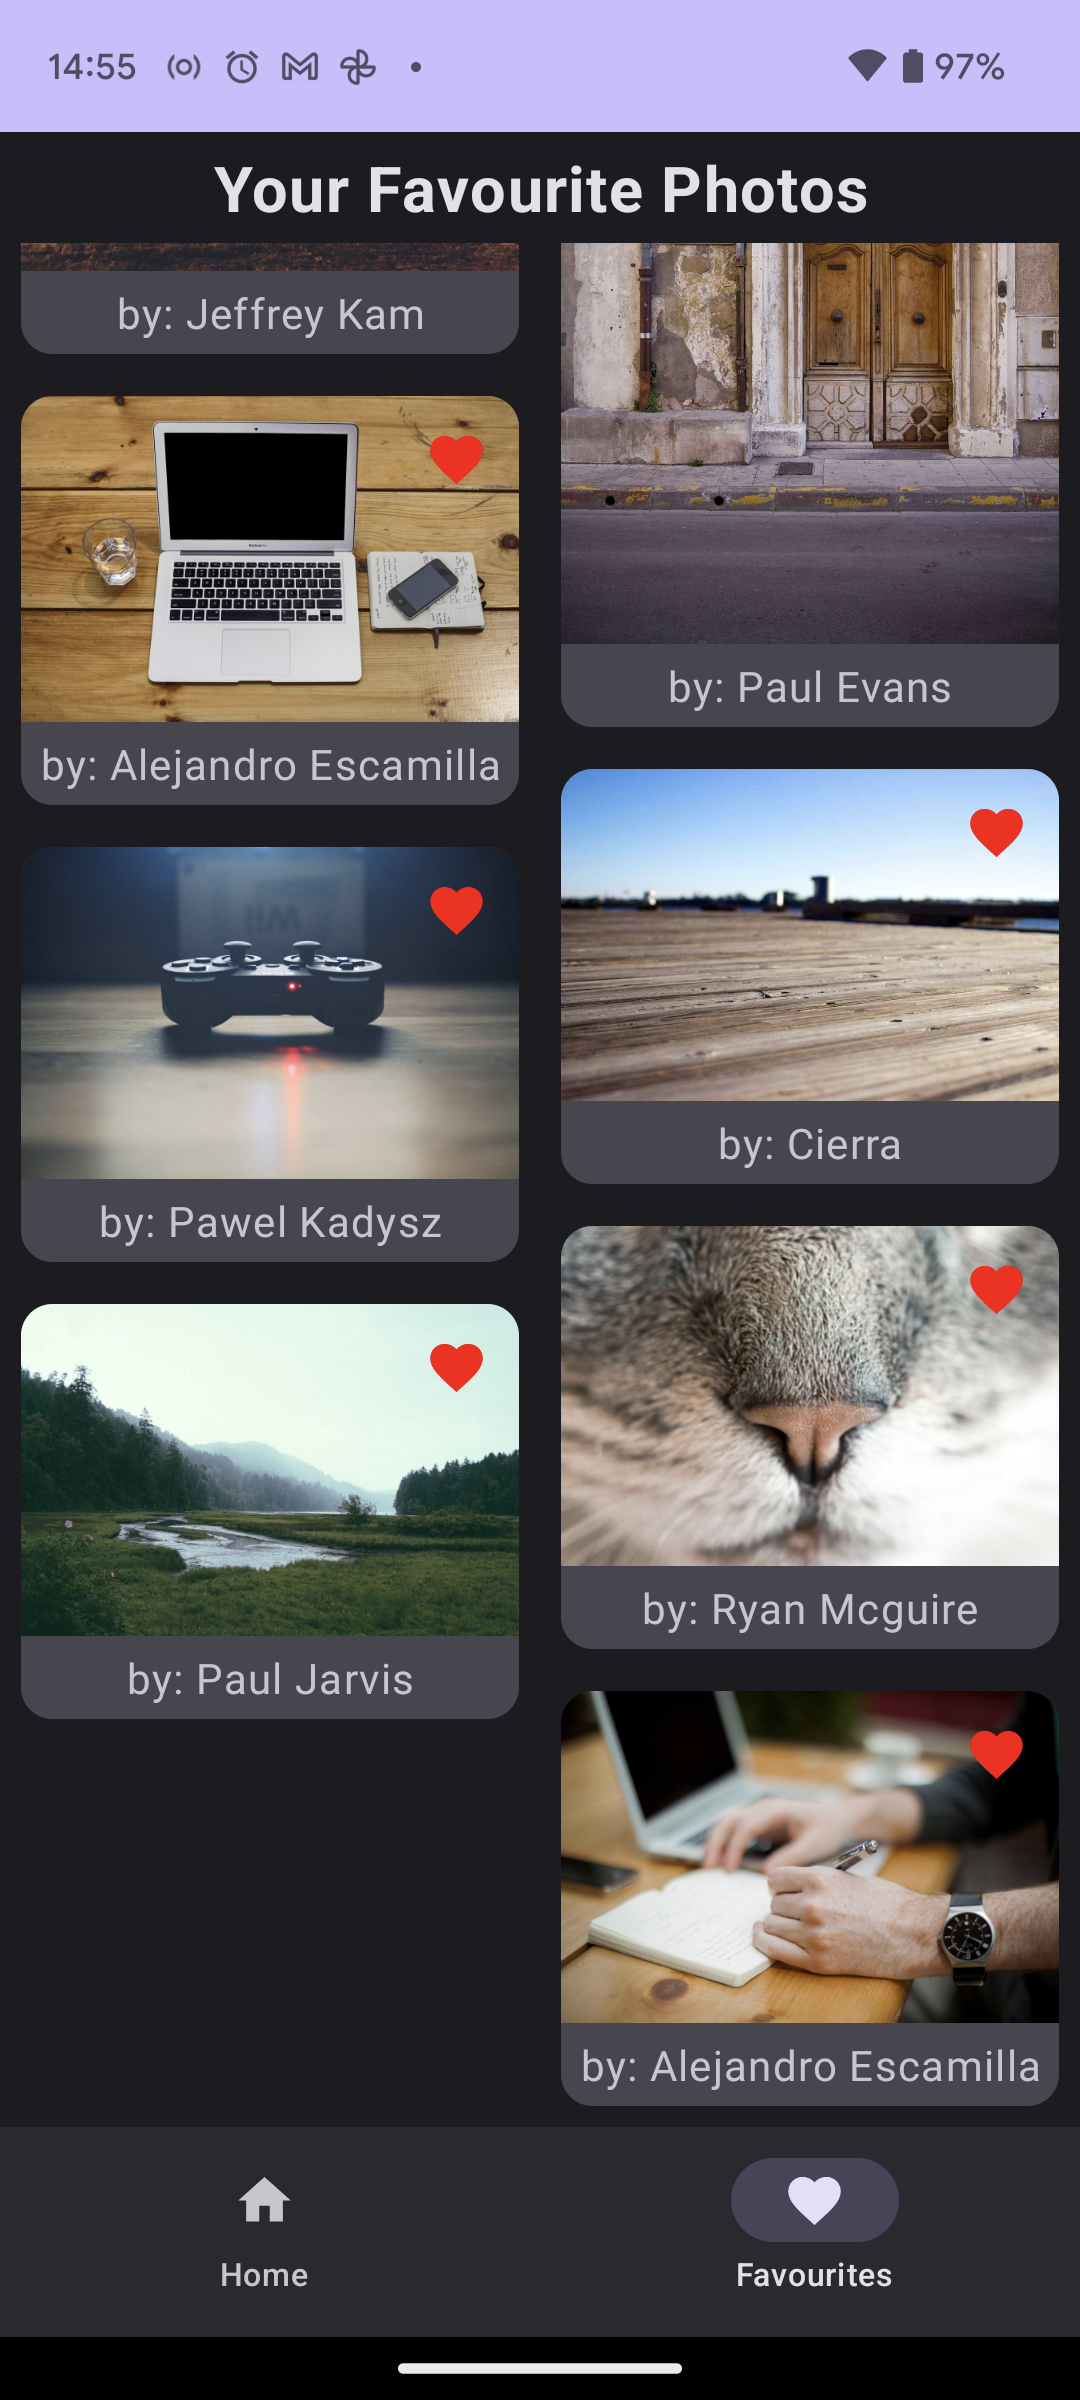 14:55
97%
Your Favourite Photos
by: Jeffrey Kam
by: Alejandro Escamilla
by: Paul Evans
by: Pawel Kadysz
by: Cierra
by: Paul Jarvis
by: Ryan Mcguire
by: Alejandro Escamilla
Home
Favourites